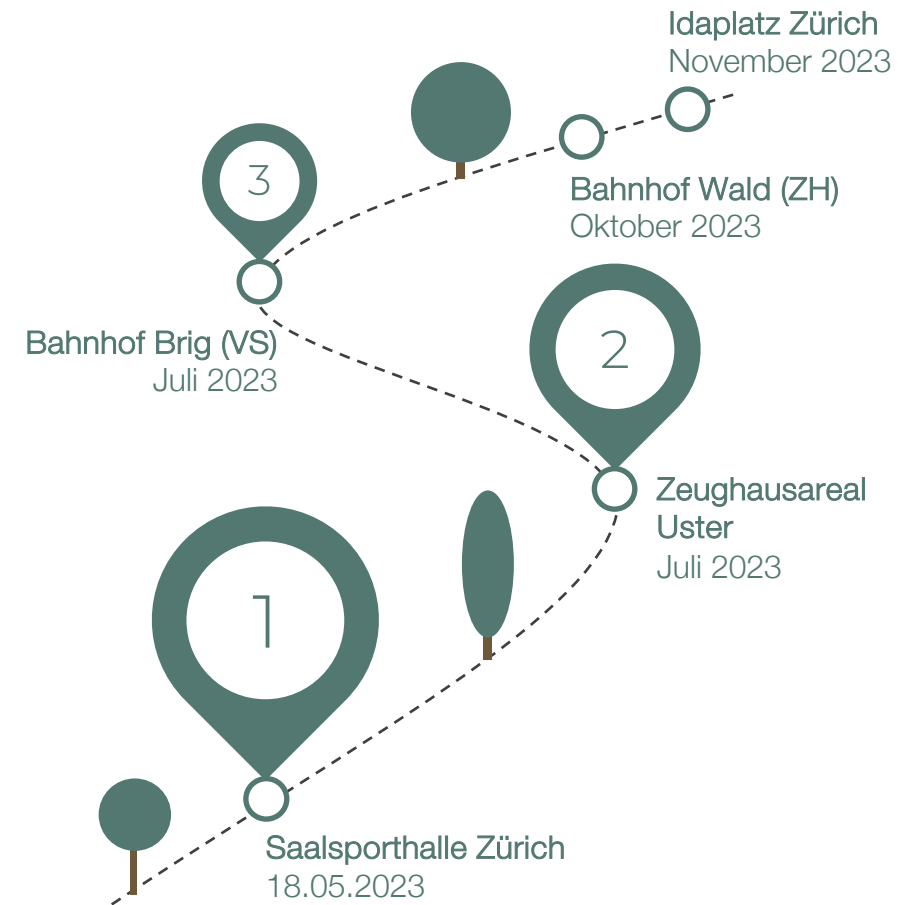 Idaplatz Zürich
November 2023
3
Bahnhof Wald (ZH)
Oktober 2023
Bahnhof Brig (VS)
Juli 2023
2
Zeughausareal
Uster
Juli 2023
1
Saalsporthalle Zürich
18.05.2023